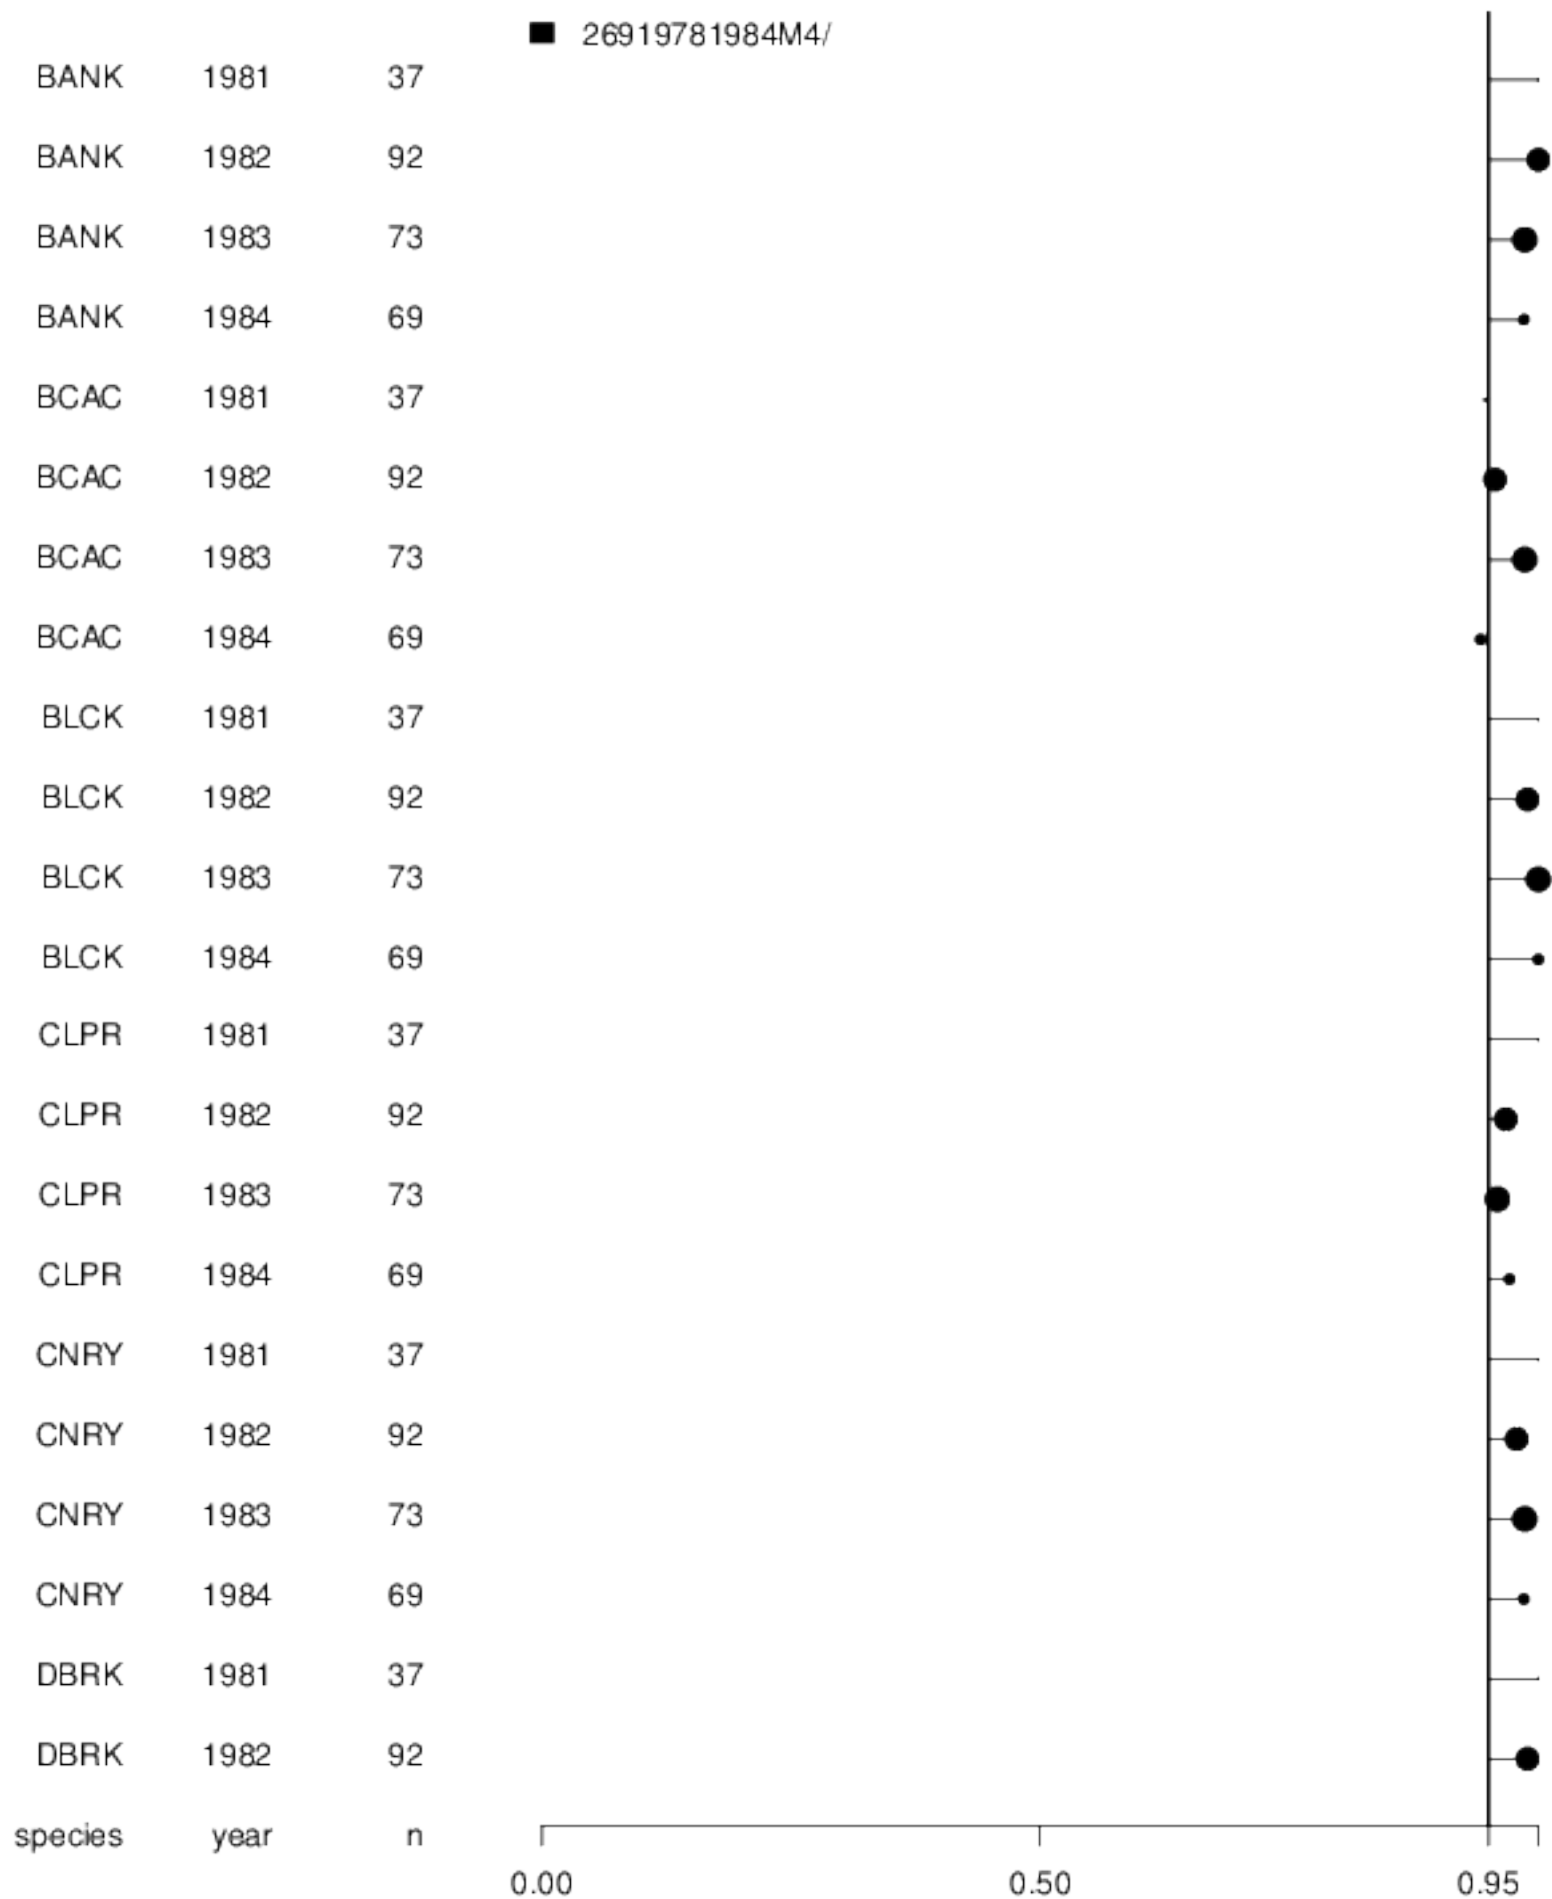 26919781984M4/
BANK 1981 37
BANK 1982 92
BANK 1983 73
BANK 1984 69
BCAC 1981 37
BCAC 1982 92
BCAC 1983 73
BCAC 1984 69
BLCK 1981 37
BLCK 1982 92
BLCK 1983 73
BLCK 1984 69
CLPR 1981 37
CLPR 1982 92
CLPR 1983 73
CLPR 1984 69
CNRY 1981 37
CNRY 1982 92
CNRY 1983 73
CNRY 1984 69
DBRK 1981 37
DBRK 1982 92
species year n
0.00 0.50 0.95